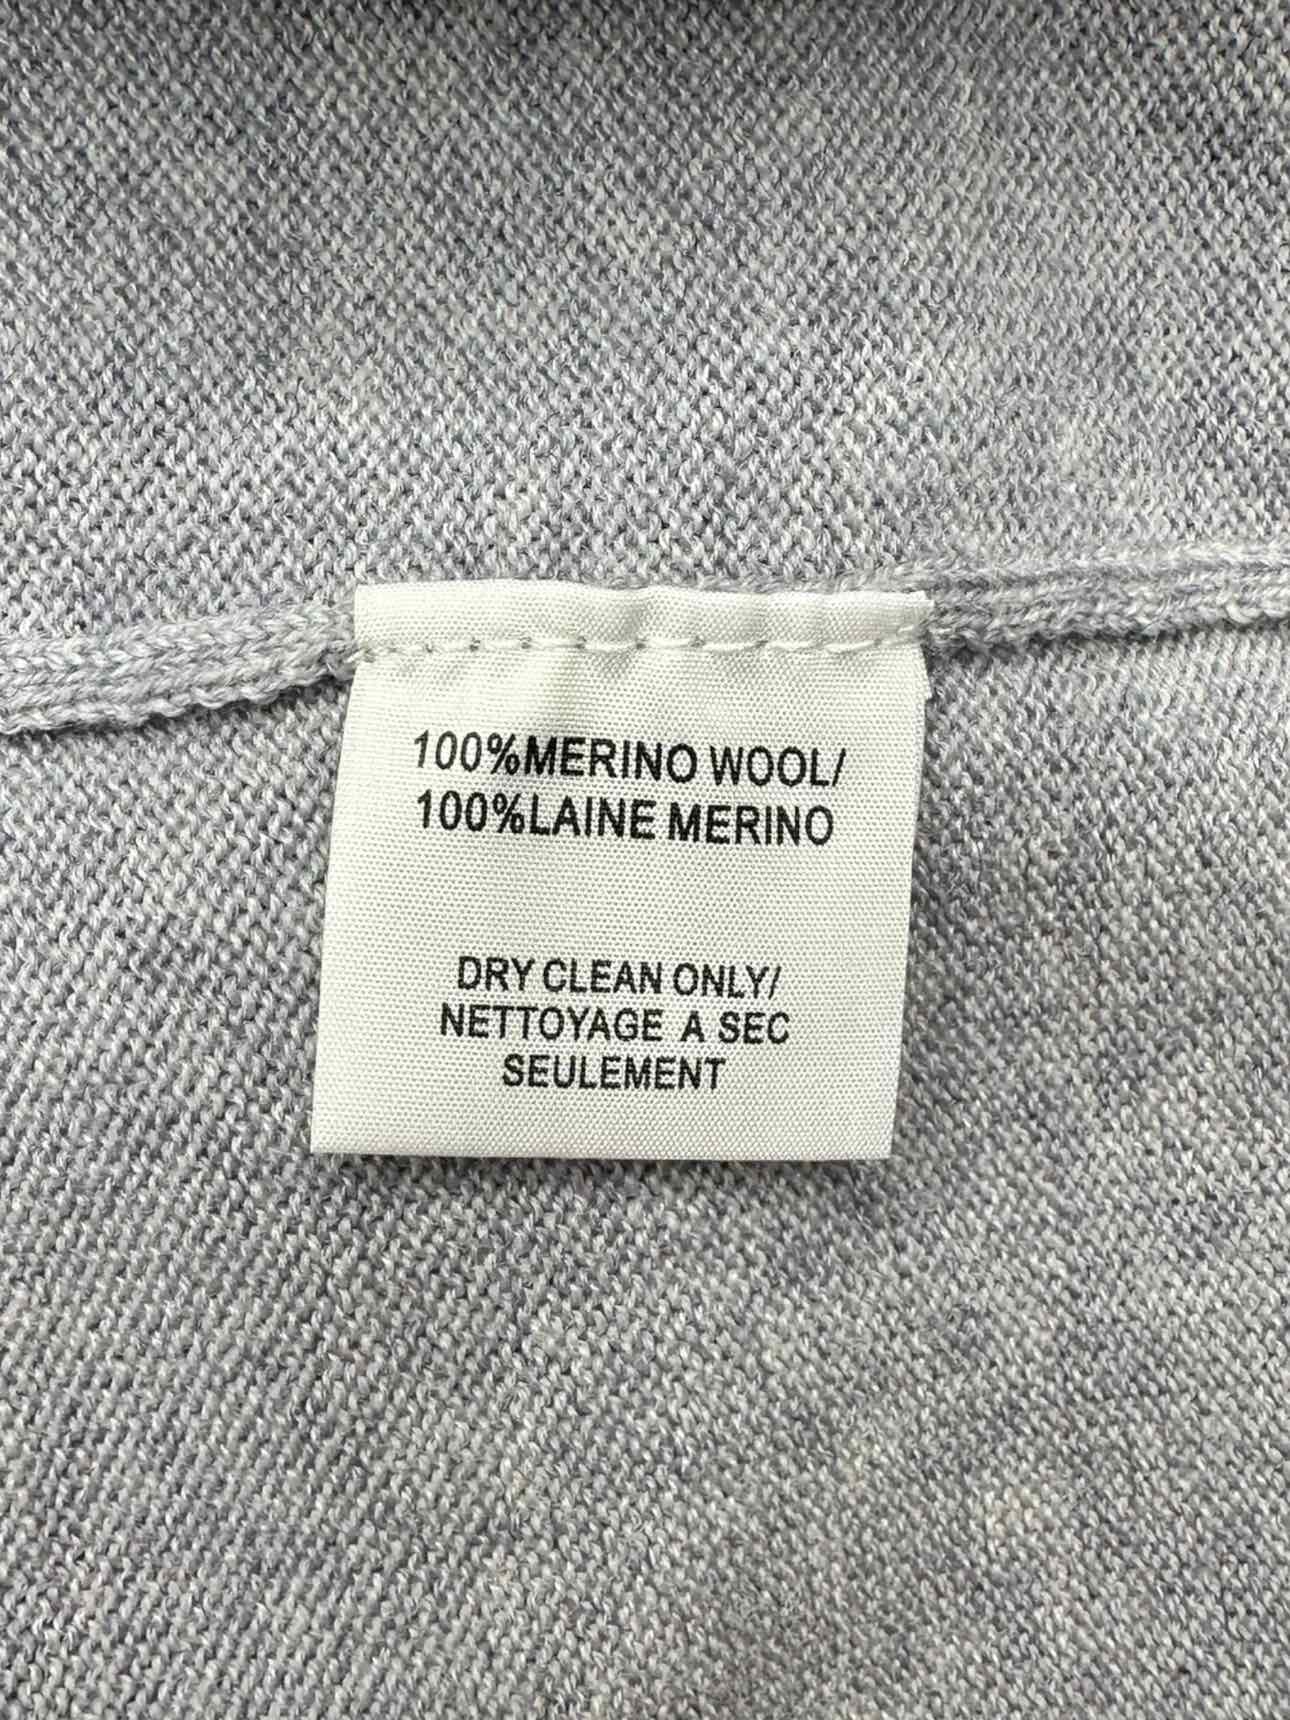 100%MERINO WOOL/
100%LAINE MERINO
DRY CLEAN ONLY/
NETTOYAGE A SEC
SEULEMENT